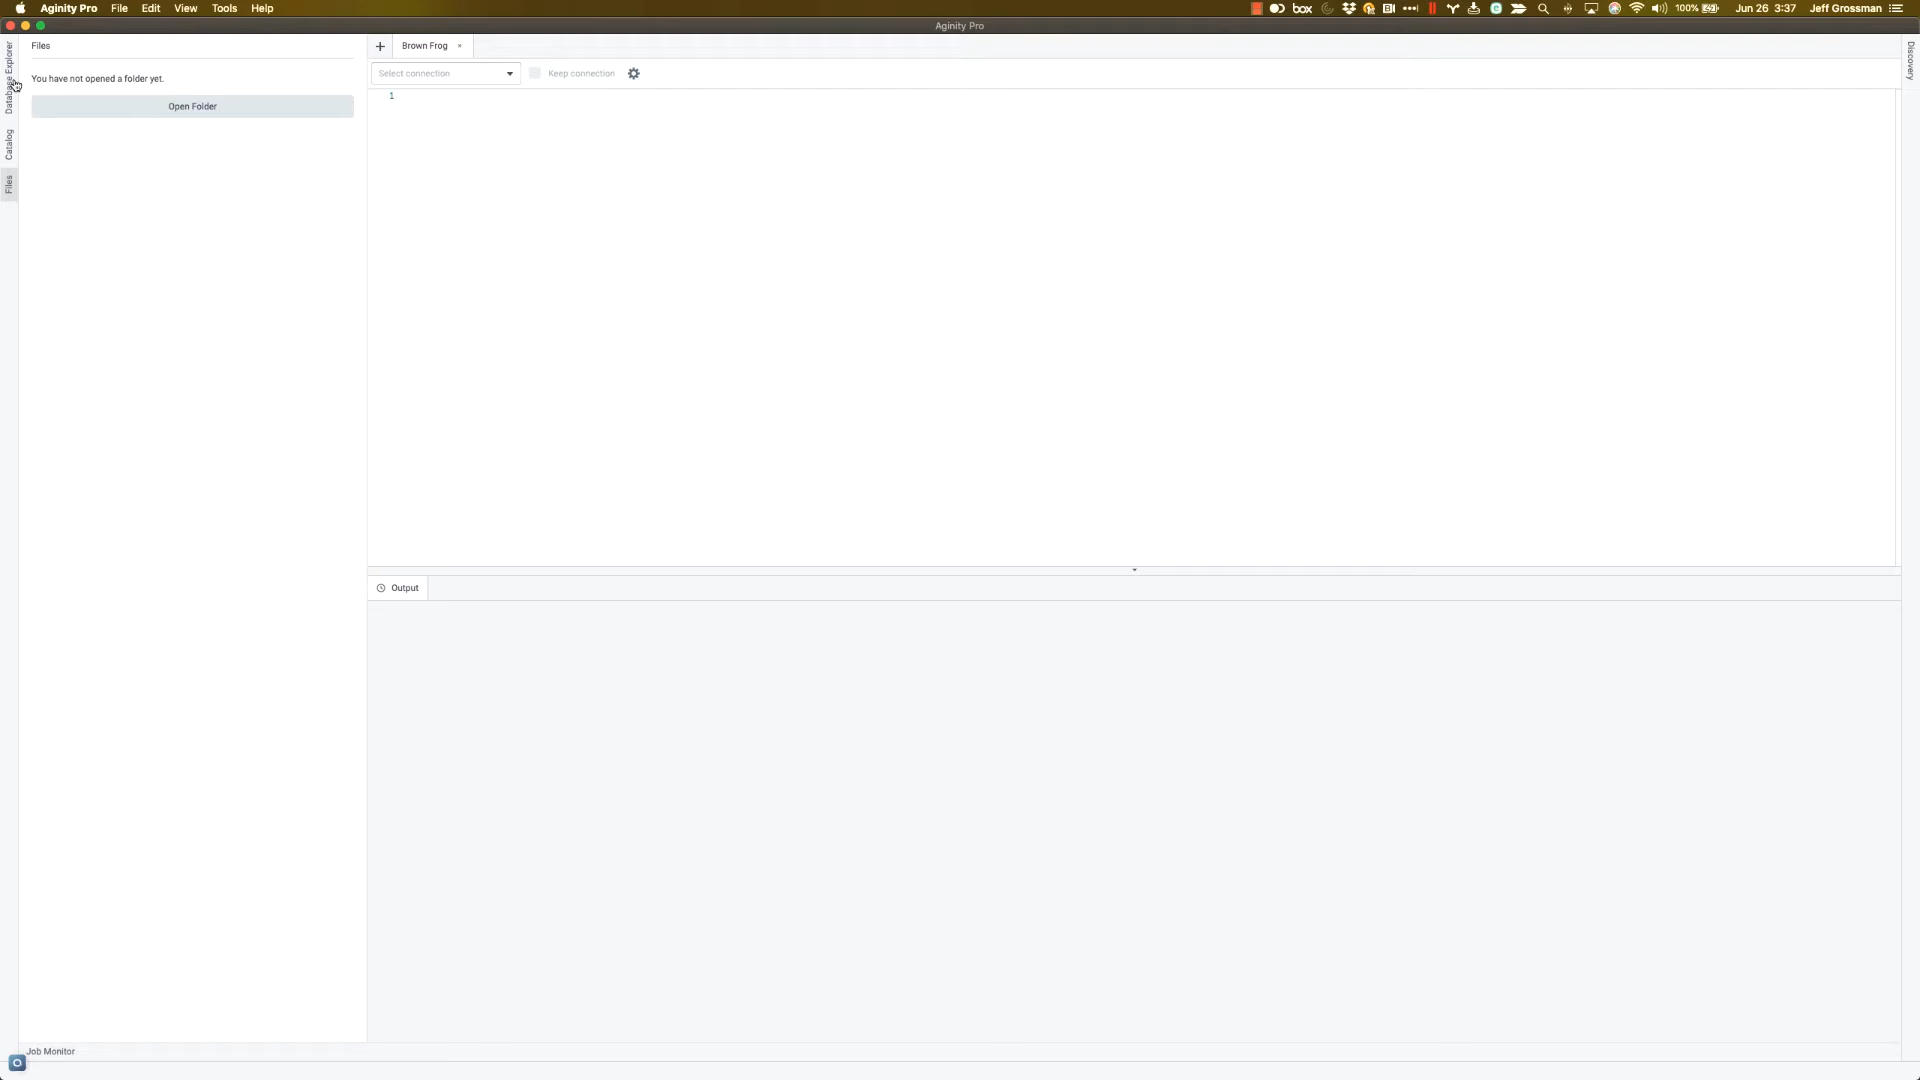 Aginity Pro File Edit View Tools Help
box BI 100% Jun 26 3:37 Jeff Grossman
Aginity Pro
Database Explorer
Catalog
Files
Files
You have not opened a folder yet.
Open Folder
Brown Frog ×
Select connection
Keep connection
1
Output
Discovery
Job Monitor